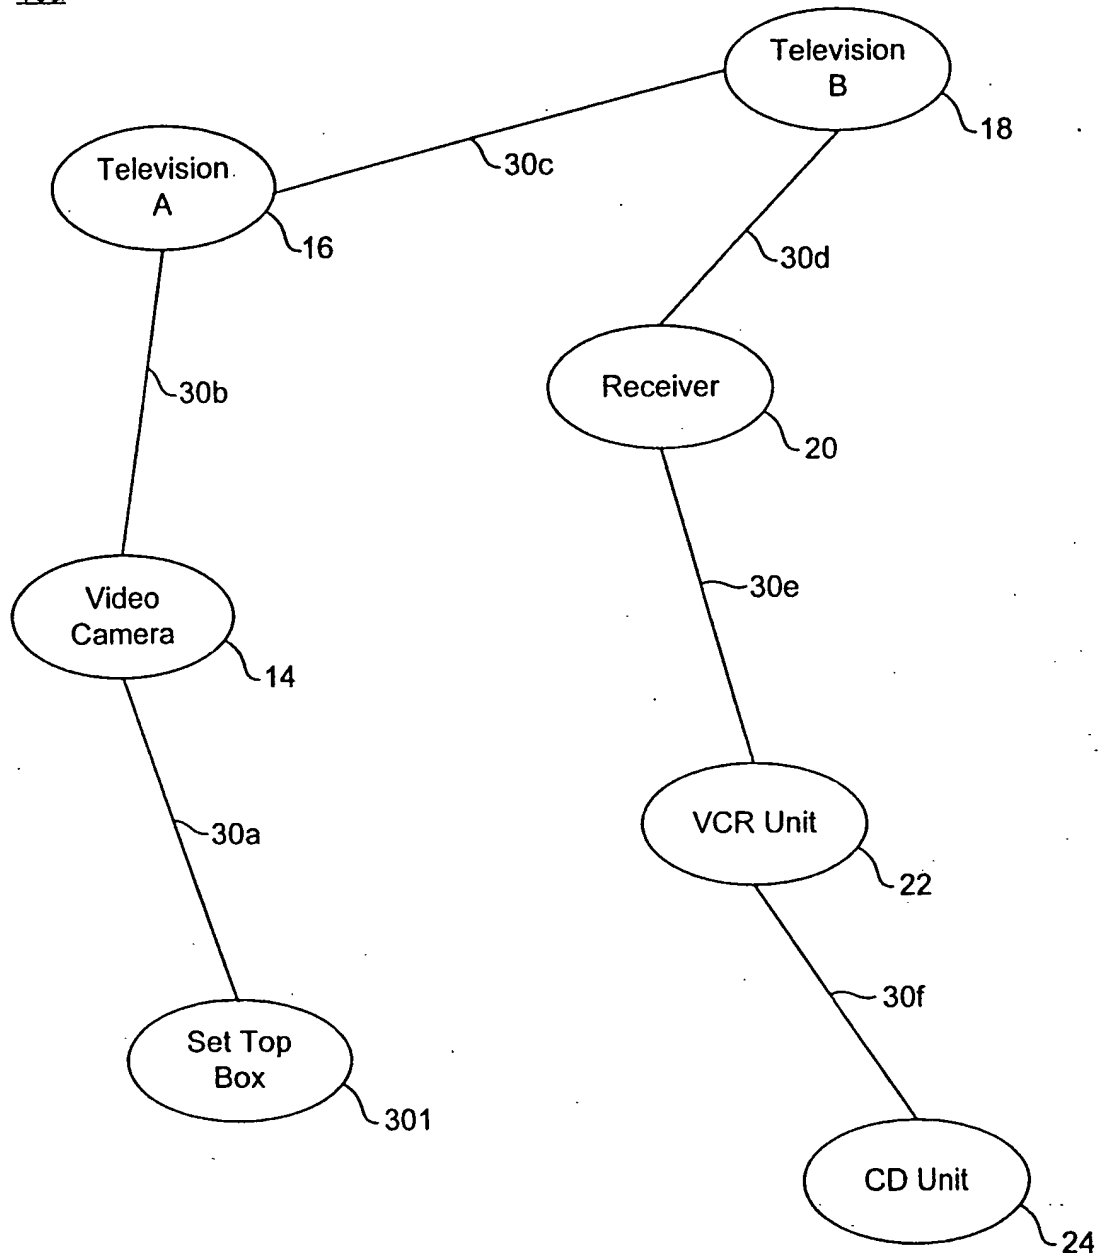 Television
B
18
30c
Television
A
16
30d
30b
Receiver
20
30e
Video
Camera
14
VCR Unit
22
30a
30f
Set Top
Box
301
CD Unit
24